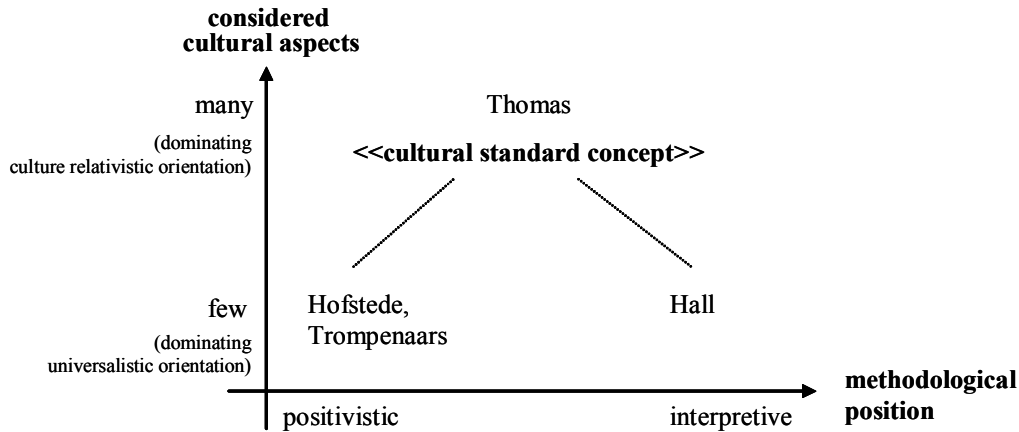 considered
cultural aspects
many
Thomas
(dominating
culture relativistic orientation)
<<cultural standard concept>>
few
Hofstede,
Trompenaars
Hall
(dominating
universalistic orientation)
methodological
position
positivistic
interpretive